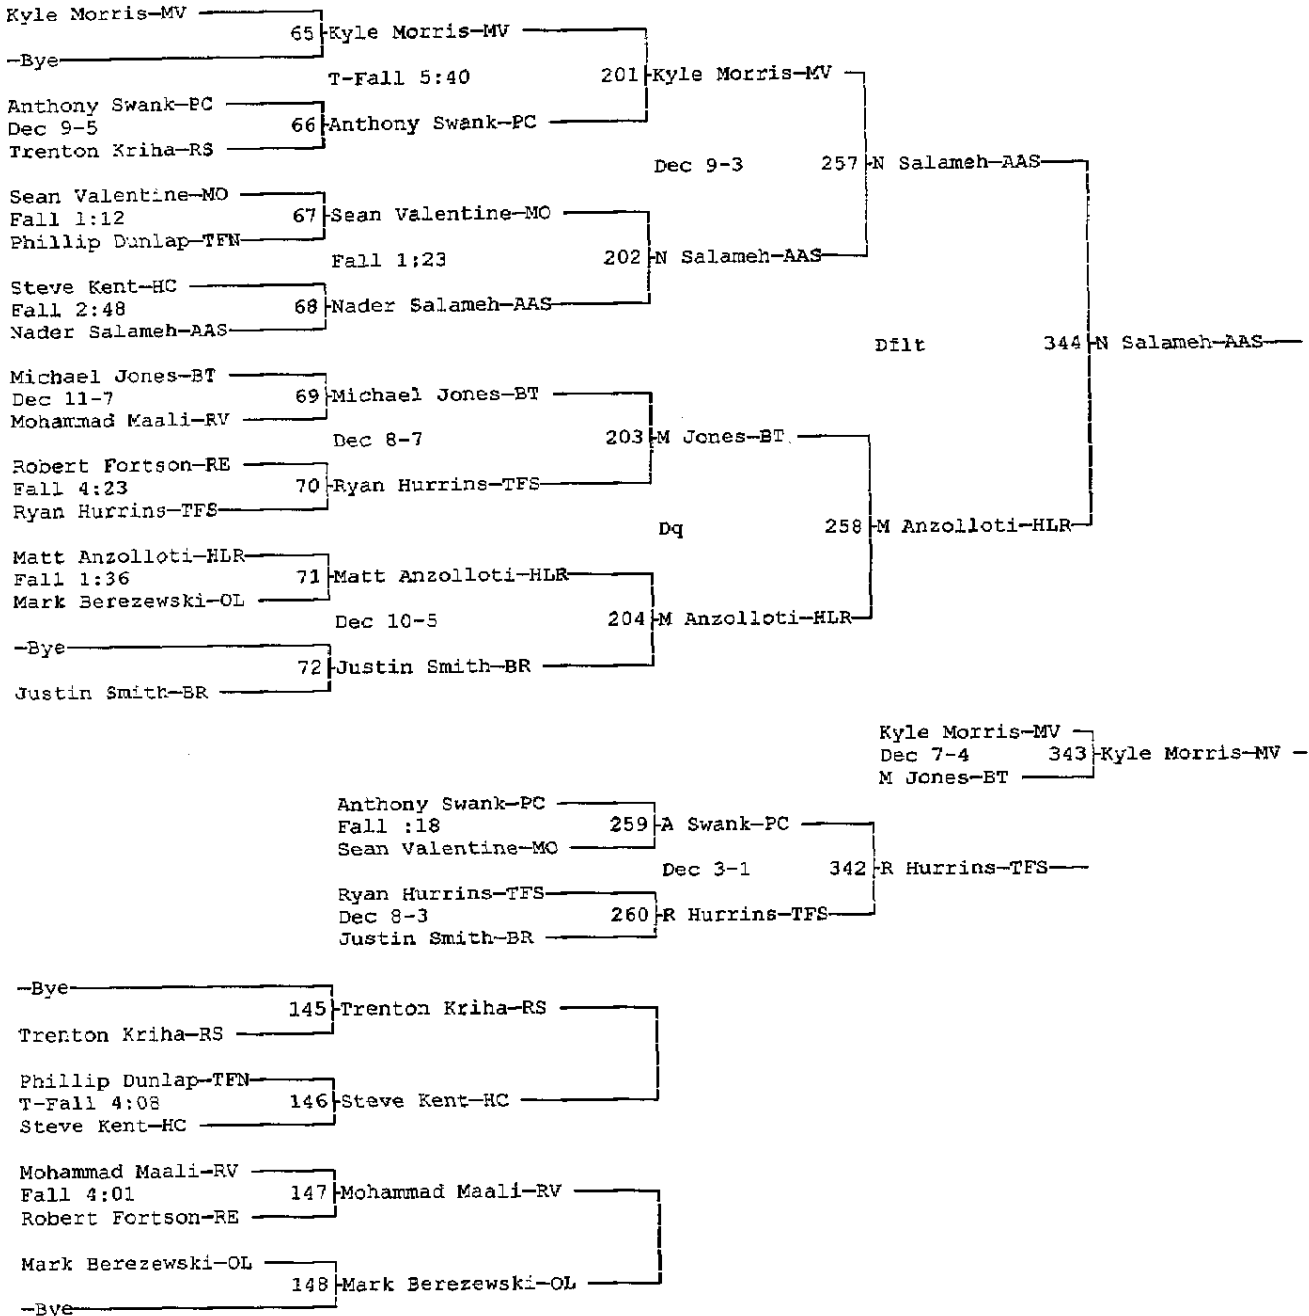 Kyle Morris-MV
65 Kyle Morris-MV
-Bye
T-Fall 5:40
201 Kyle Morris-MV
Anthony Swank-PC
Dec 9-5
66 Anthony Swank-PC
Trenton Kriha-RS
Dec 9-3
257 N Salameh-AAS
Sean Valentine-MO
Fall 1:12
67 Sean Valentine-MO
Phillip Dunlap-TFN
Fall 1:23
202 N Salameh-AAS
Steve Kent-HC
Fall 2:48
68 Nader Salameh-AAS
Nader Salameh-AAS
Dflt
344 N Salameh-AAS
Michael Jones-BT
Dec 11-7
69 Michael Jones-BT
Mohammad Maali-RV
Dec 8-7
203 M Jones-BT
Robert Fortson-RE
Fall 4:23
70 Ryan Hurrins-TFS
Ryan Hurrins-TFS
Dq
258 M Anzolloti-HLR
Matt Anzolloti-HLR
Fall 1:36
71 Matt Anzolloti-HLR
Mark Berezewski-OL
Dec 10-5
204 M Anzolloti-HLR
-Bye
72 Justin Smith-BR
Justin Smith-BR
Kyle Morris-MV
Dec 7-4
343 Kyle Morris-MV
M Jones-BT
Anthony Swank-PC
Fall :18
259 A Swank-PC
Sean Valentine-MO
Dec 3-1
342 R Hurrins-TFS
Ryan Hurrins-TFS
Dec 8-3
260 R Hurrins-TFS
Justin Smith-BR
-Bye
145 Trenton Kriha-RS
Trenton Kriha-RS
Phillip Dunlap-TFN
T-Fall 4:08
146 Steve Kent-HC
Steve Kent-HC
Mohammad Maali-RV
Fall 4:01
147 Mohammad Maali-RV
Robert Fortson-RE
Mark Berezewski-OL
148 Mark Berezewski-OL
-Bye